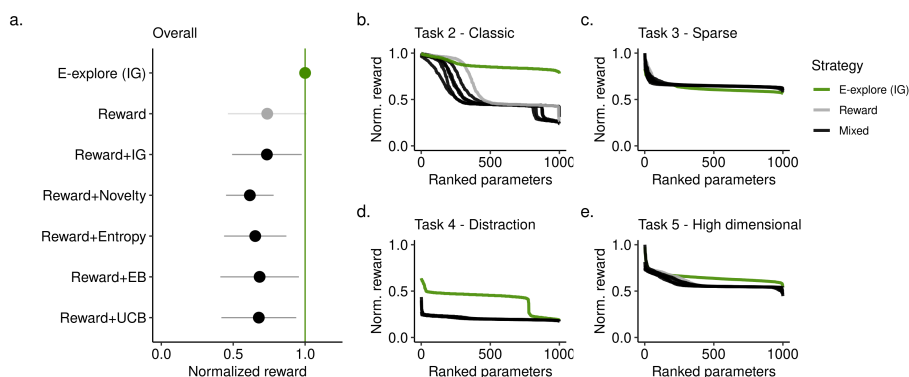 a.
Overall
E-explore (IG)
Reward
Reward+IG
Reward+Novelty
Reward+Entropy
Reward+EB
Reward+UCB
0.0 0.5 1.0
Normalized reward
b.
Task 2 - Classic
Norm. reward
1.0
0.5
0.0
0 500 1000
Ranked parameters
c.
Task 3 - Sparse
Norm. reward
1.0
0.5
0.0
0 500 1000
Ranked parameters
d.
Task 4 - Distraction
Norm. reward
1.0
0.5
0.0
0 500 1000
Ranked parameters
e.
Task 5 - High dimensional
Norm. reward
1.0
0.5
0.0
0 500 1000
Ranked parameters
Strategy
E-explore (IG)
Reward
Mixed